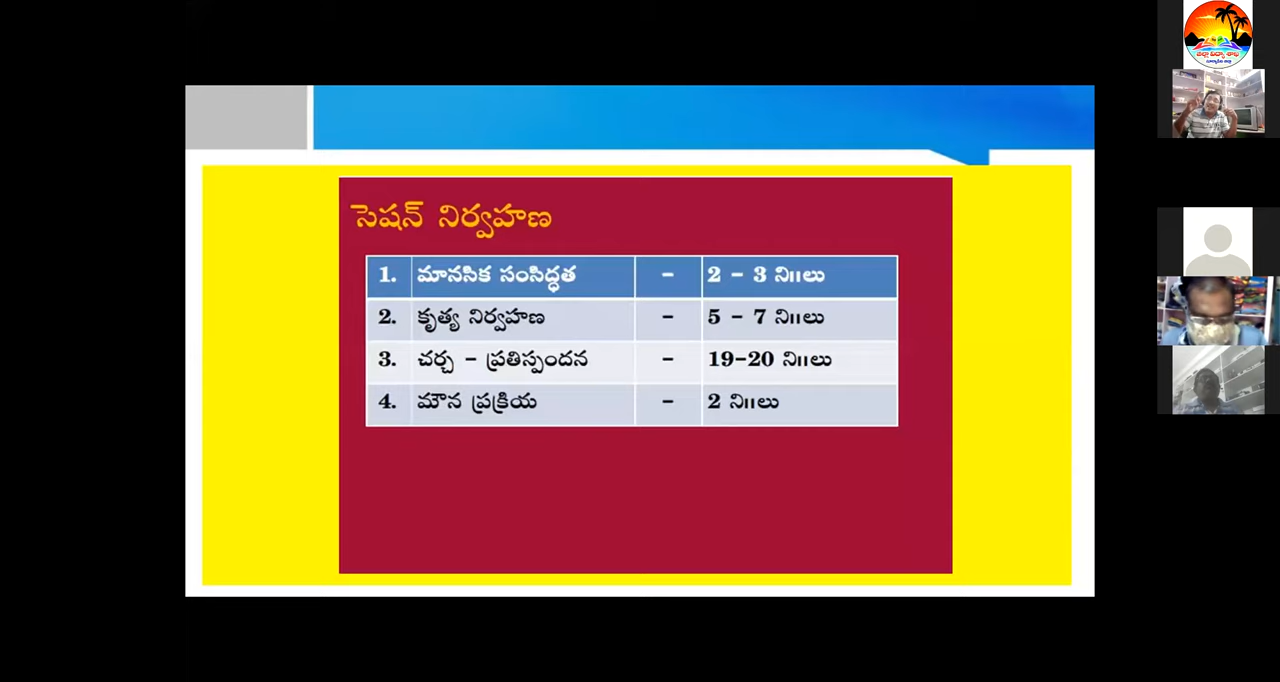 సెషన్ నిర్వహణ
1. మానసిక సంసిద్ధత - 2 - 3 ని॥లు
2. కృత్య నిర్వహణ - 5 - 7 ని॥లు
3. చర్చ - ప్రతిస్పందన - 19-20 ని॥లు
4. మౌన ప్రక్రియ - 2 ని॥లు